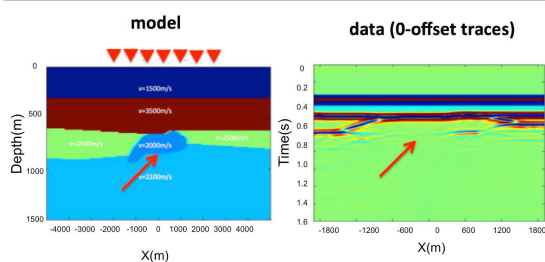 model
0
500
1000
1500
Depth(m)
v=1500m/s
v=3500m/s
v=2500m/s
v=2000m/s
v=2500m/s
v=2100m/s
-4000 -3000 -2000 -1000 0 1000 2000 3000 4000
X(m)
data (0-offset traces)
0
0.2
0.4
0.6
0.8
1.0
1.2
1.4
1.6
Time(s)
-1800 -1200 -600 0 600 1200 1800
X(m)